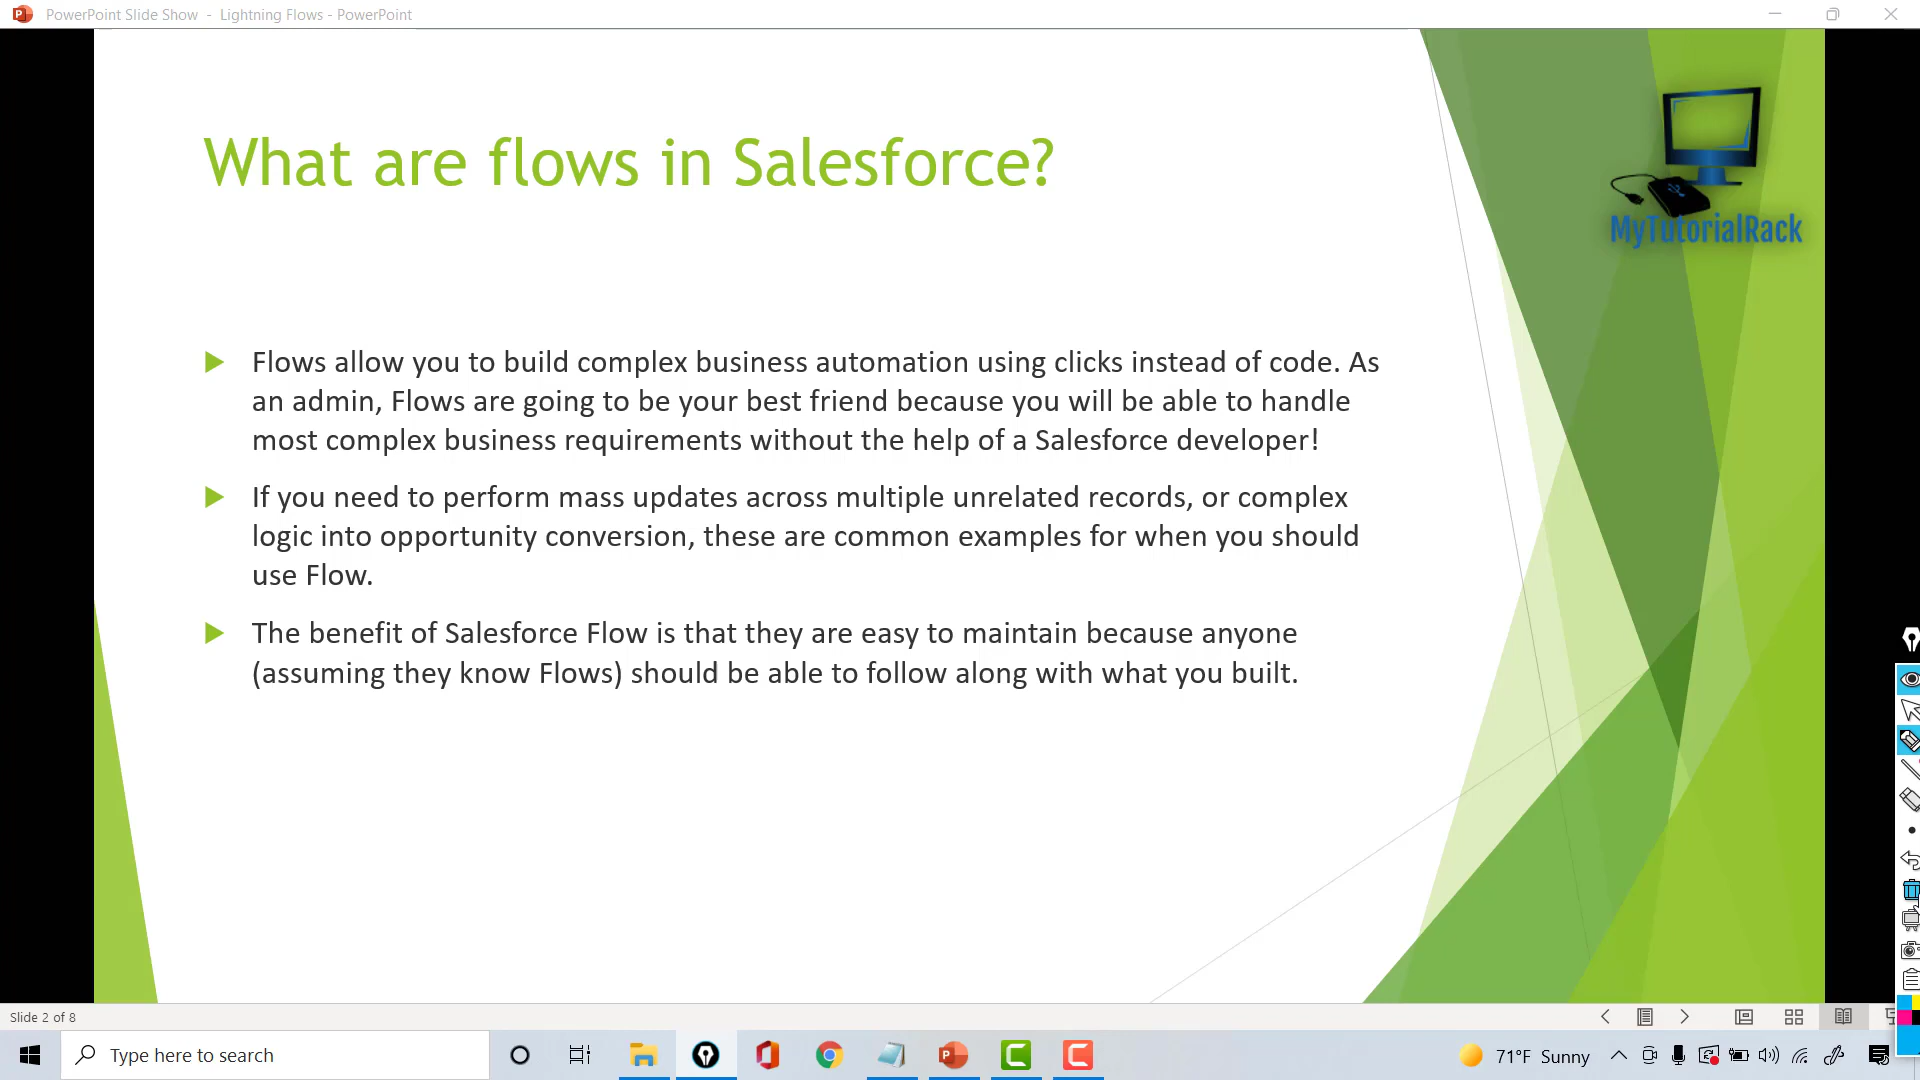 PowerPoint Slide Show - Lightning Flows - PowerPoint
What are flows in Salesforce?
MyTutorialRack
Flows allow you to build complex business automation using clicks instead of code. As
an admin, Flows are going to be your best friend because you will be able to handle
most complex business requirements without the help of a Salesforce developer!
If you need to perform mass updates across multiple unrelated records, or complex
logic into opportunity conversion, these are common examples for when you should
use Flow.
The benefit of Salesforce Flow is that they are easy to maintain because anyone
(assuming they know Flows) should be able to follow along with what you built.
Slide 2 of 8
Type here to search
71°F Sunny